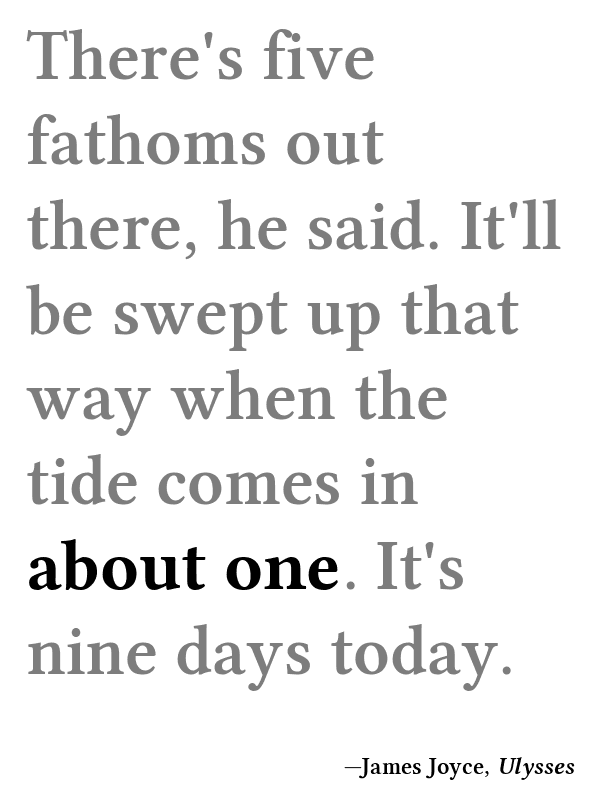 There's five
fathoms out
there, he said. It'll
be swept up that
way when the
tide comes in
about one. It's
nine days today.
—James Joyce, Ulysses